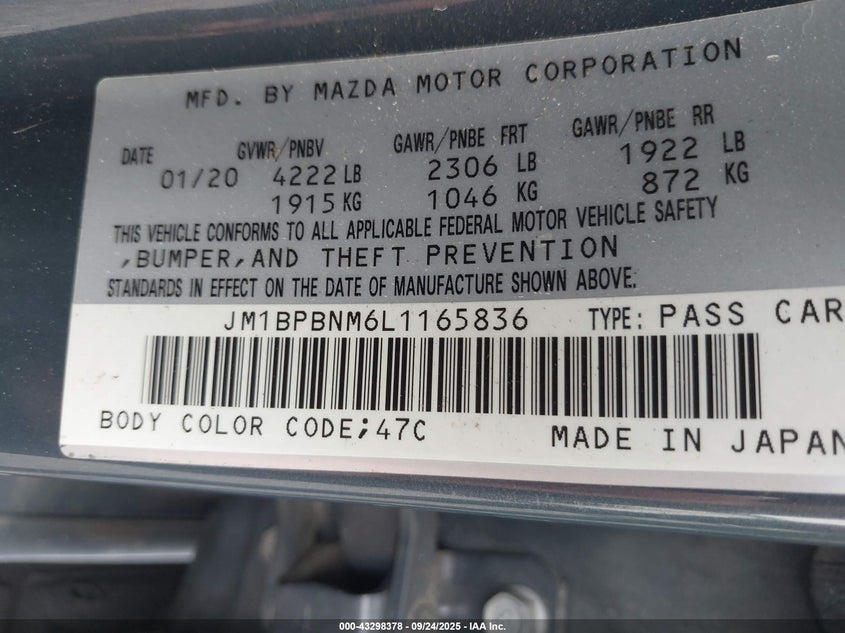 MFD. BY MAZDA MOTOR CORPORATION
DATE GVWR/PNBV GAWR/PNBE FRT GAWR/PNBE RR
01/20 4222 LB 2306 LB 1922 LB
1915 KG 1046 KG 872 KG
THIS VEHICLE CONFORMS TO ALL APPLICABLE FEDERAL MOTOR VEHICLE SAFETY
,BUMPER,AND THEFT PREVENTION
STANDARDS IN EFFECT ON THE DATE OF MANUFACTURE SHOWN ABOVE.
JM1BPBNM6L1165836 TYPE: PASS CAR
BODY COLOR CODE;47C MADE IN JAPAN
000-43298378 - 09/24/2025 - IAA Inc.